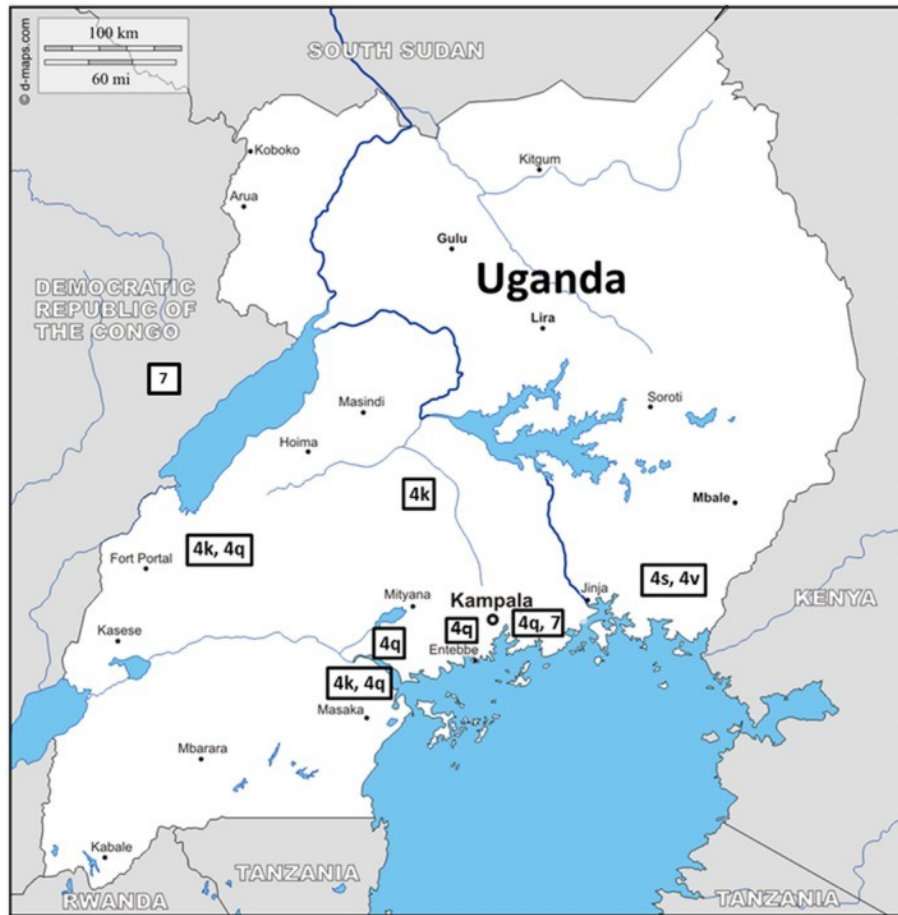 © d-maps.com
100 km
60 mi
SOUTH SUDAN
Koboko
Kitgum
Arua
Gulu
Uganda
DEMOCRATIC
REPUBLIC OF
THE CONGO
Lira
7
Masindi
Soroti
Hoima
4k
Mbale
4k, 4q
Fort Portal
4s, 4v
Jinja
Mityana
Kampala
KENYA
4q
4q, 7
Kasese
4q
Entebbe
4k, 4q
Masaka
Mbarara
Kabale
TANZANIA
RWANDA
TANZANIA